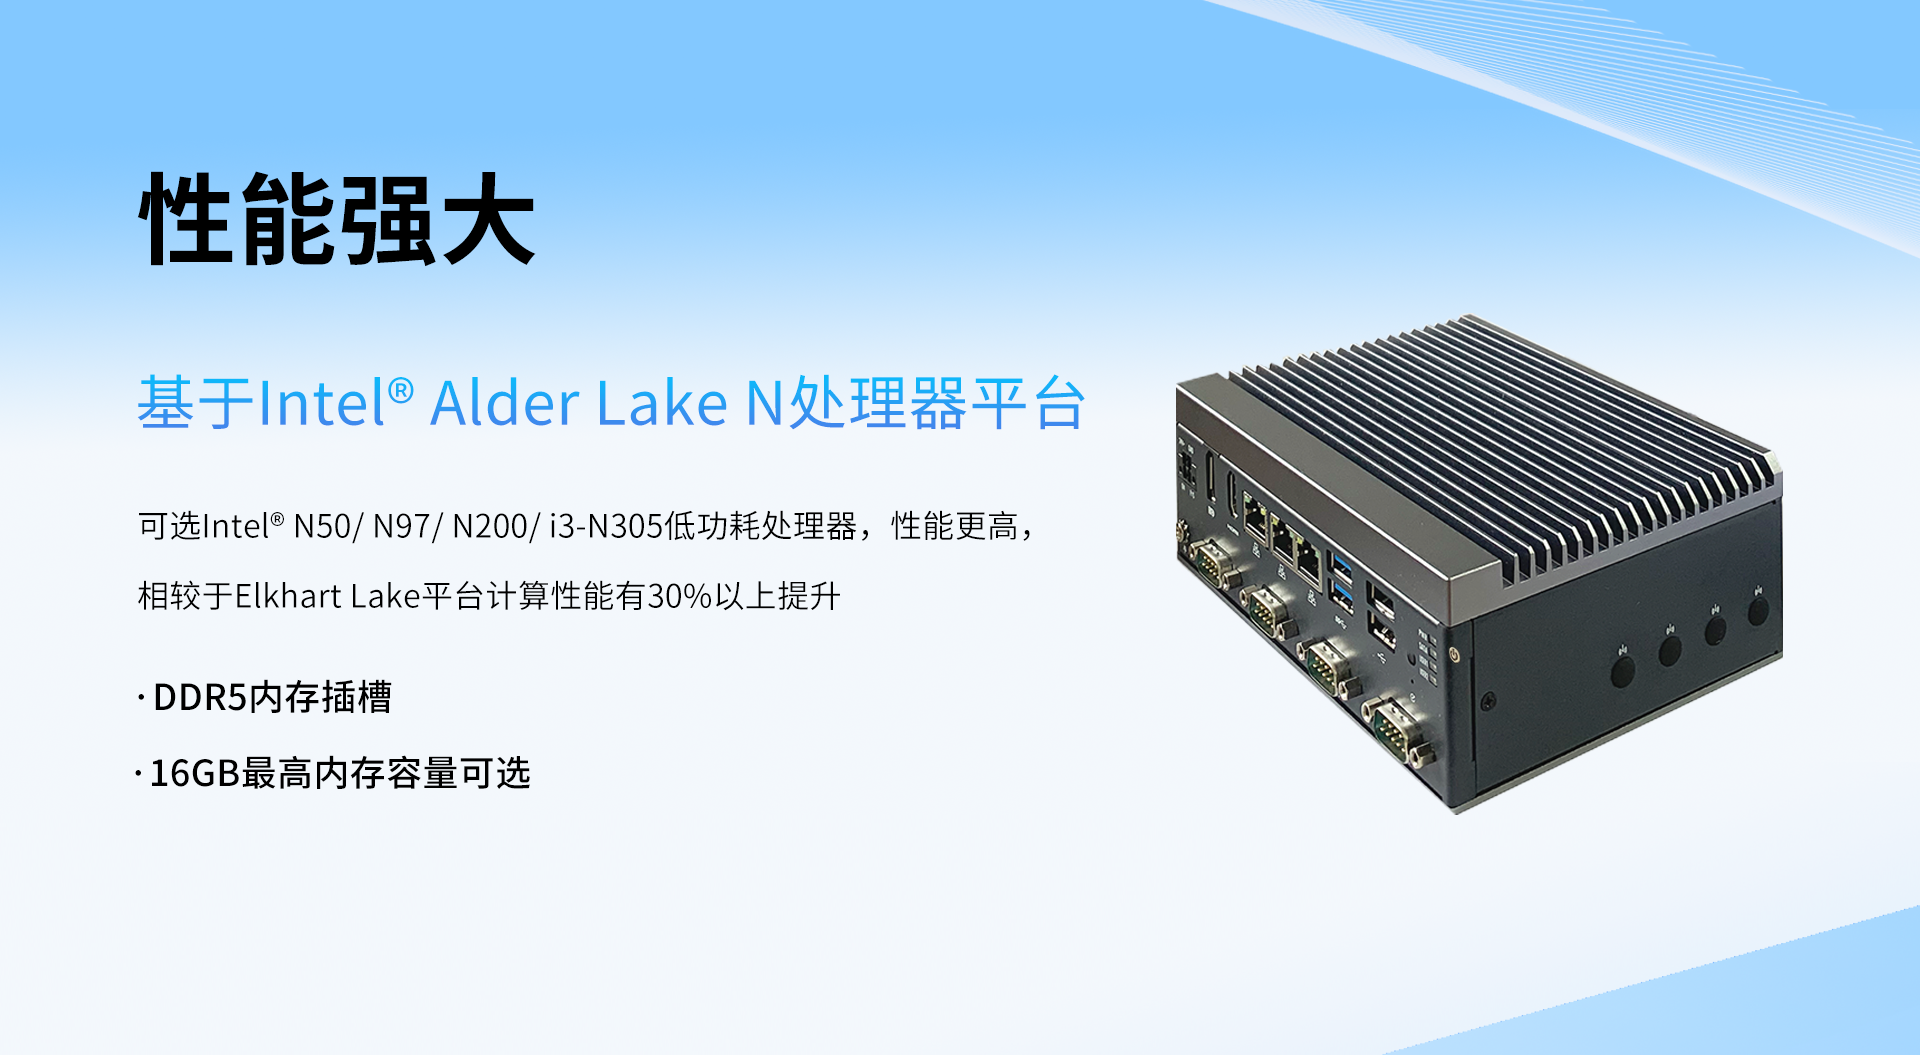 性能强大
基于Intel® Alder Lake N处理器平台
可选Intel® N50/ N97/ N200/ i3-N305低功耗处理器，性能更高，
相较于Elkhart Lake平台计算性能有30%以上提升
· DDR5内存插槽
· 16GB最高内存容量可选